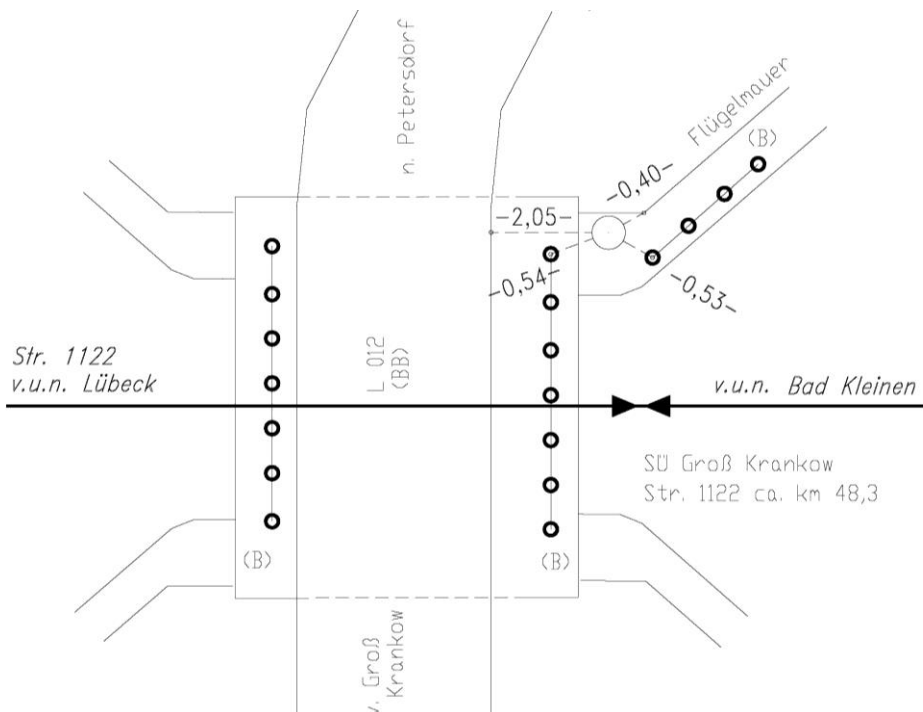 n. Petersdorf
Flügelmauer
(B)
-0,40-
-2,05-
-0,54-
-0,53-
Str. 1122
v.u.n. Lübeck
L 012
(BB)
v.u.n. Bad Kleinen
SÜ Groß Krankow
Str. 1122 ca. km 48,3
(B)
(B)
v. Groß
Krankow